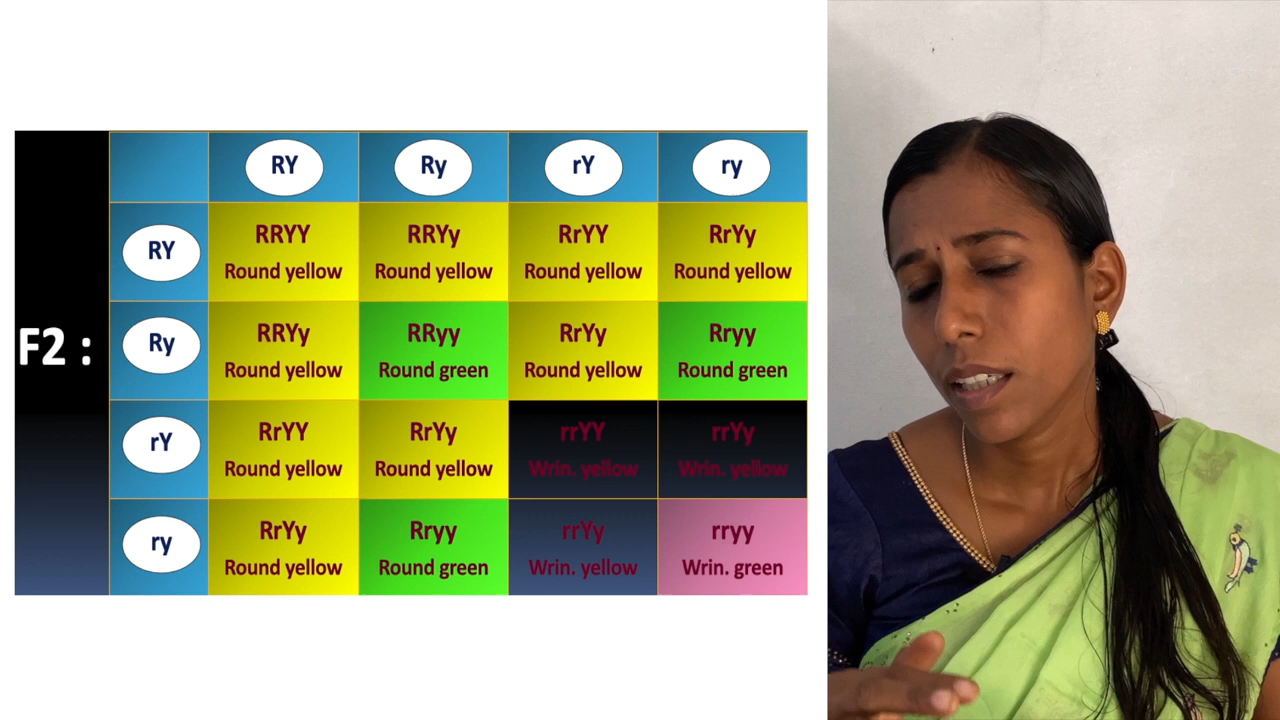 RY Ry rY ry
RY RRYY RRYy RrYY RrYy
Round yellow Round yellow Round yellow Round yellow
F2 : Ry RRYy RRyy RrYy Rryy
Round yellow Round green Round yellow Round green
rY RrYY RrYy rrYY rrYy
Round yellow Round yellow Wrin. yellow Wrin. yellow
ry RrYy Rryy rrYy rryy
Round yellow Round green Wrin. yellow Wrin. green